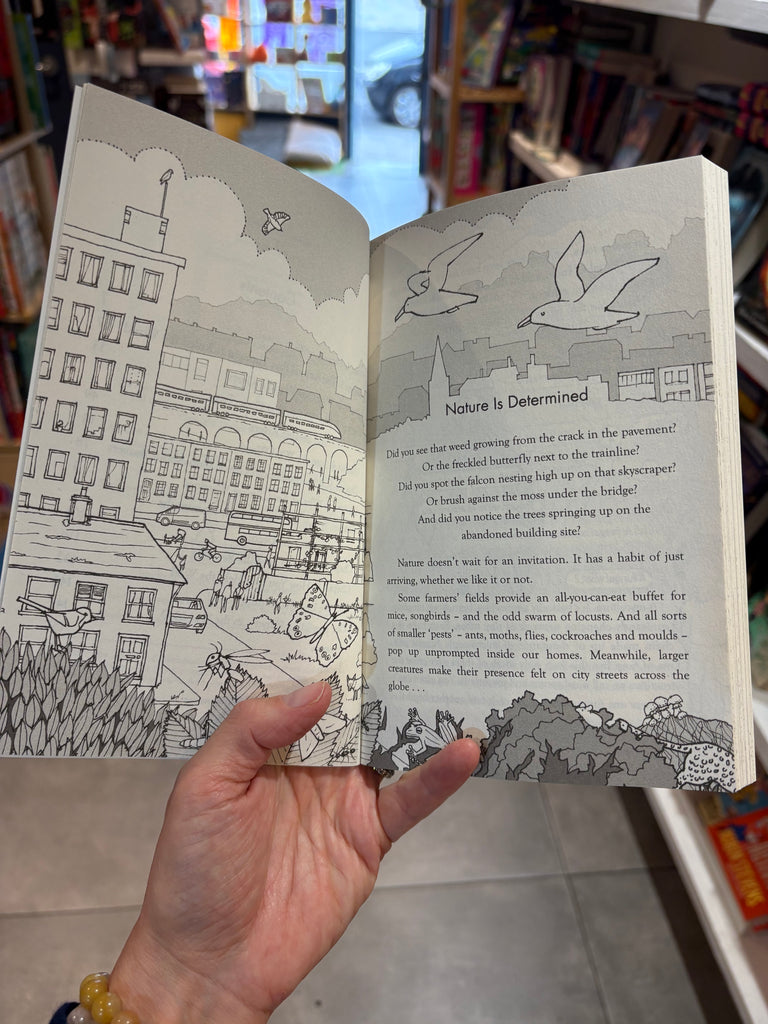 Nature Is Determined
Did you see that weed growing from the crack in the pavement?
Or the freckled butterfly next to the trainline?
Did you spot the falcon nesting high up on that skyscraper?
Or brush against the moss under the bridge?
And did you notice the trees springing up on the
abandoned building site?
Nature doesn't wait for an invitation. It has a habit of just
arriving, whether we like it or not.
Some farmers' fields provide an all-you-can-eat buffet for
mice, songbirds – and the odd swarm of locusts. And all sorts
of smaller 'pests' – ants, moths, flies, cockroaches and moulds –
pop up unprompted inside our homes. Meanwhile, larger
creatures make their presence felt on city streets across the
globe . . .